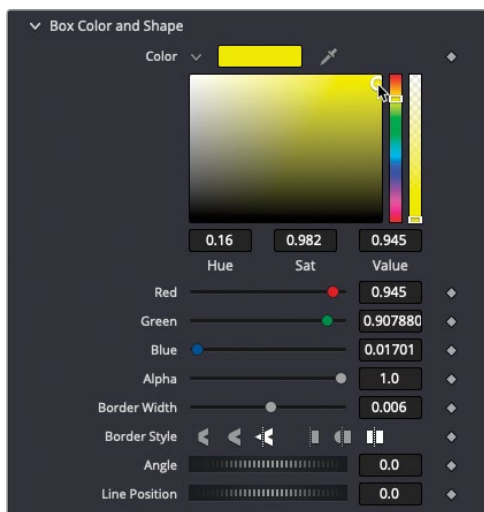 Box Color and Shape
Color
0.16 0.982 0.945
Hue Sat Value
Red 0.945
Green 0.907880
Blue 0.01701
Alpha 1.0
Border Width 0.006
Border Style
Angle 0.0
Line Position 0.0